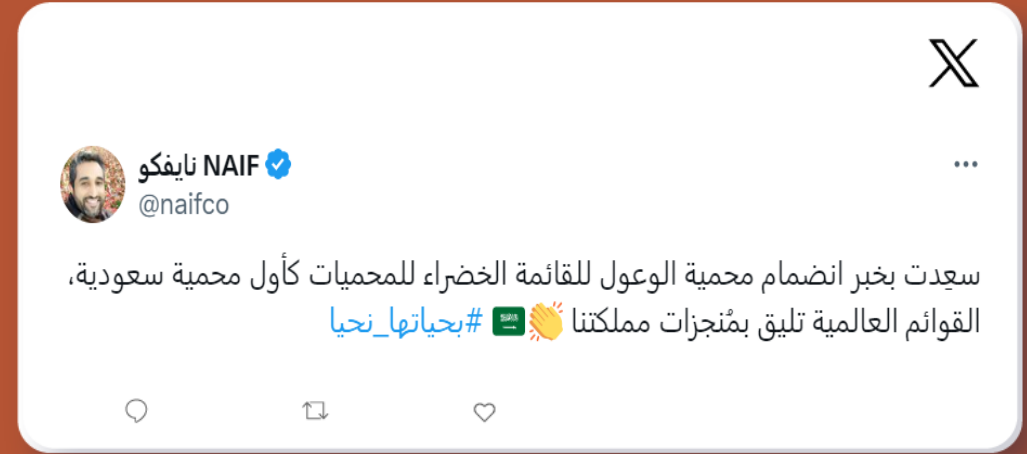 NAIF نايفكو
@naifco
سعِدت بخبر انضمام محمية الوعول للقائمة الخضراء للمحميات كأول محمية سعودية،
القوائم العالمية تليق بمُنجزات مملكتنا 👏🇸🇦 #بحياتها_نحيا